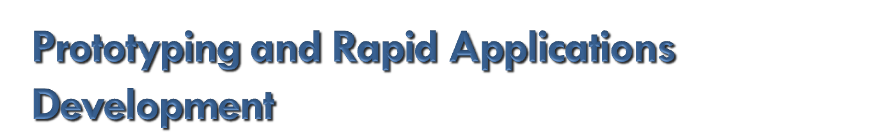 Prototyping and Rapid Applications
Development